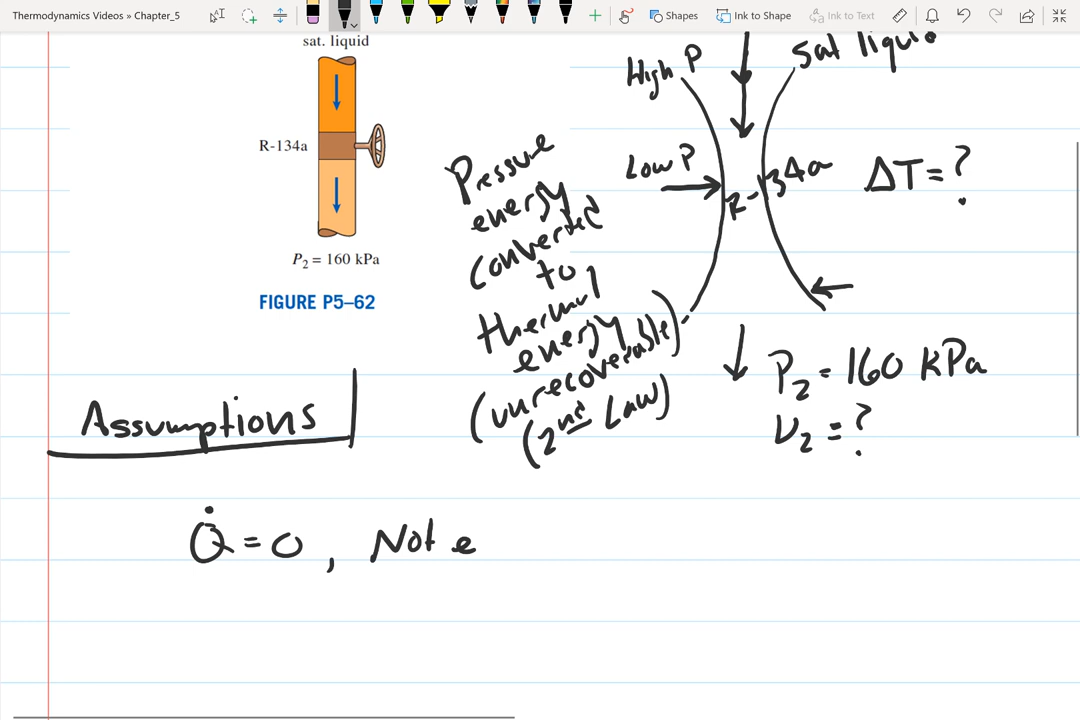 Thermodynamics Videos » Chapter_5
Shapes
Ink to Shape
Ink to Text
sat. liquid
R-134a
P₂ = 160 kPa
FIGURE P5–62
High P
sat liquid
Low P
R-134a
ΔT = ?
Pressure
energy
converted
to
thermal
energy
(unrecoverable)
(2nd Law)
P₂ = 160 kPa
υ₂ = ?
Assumptions
Q̇ = 0, Not e